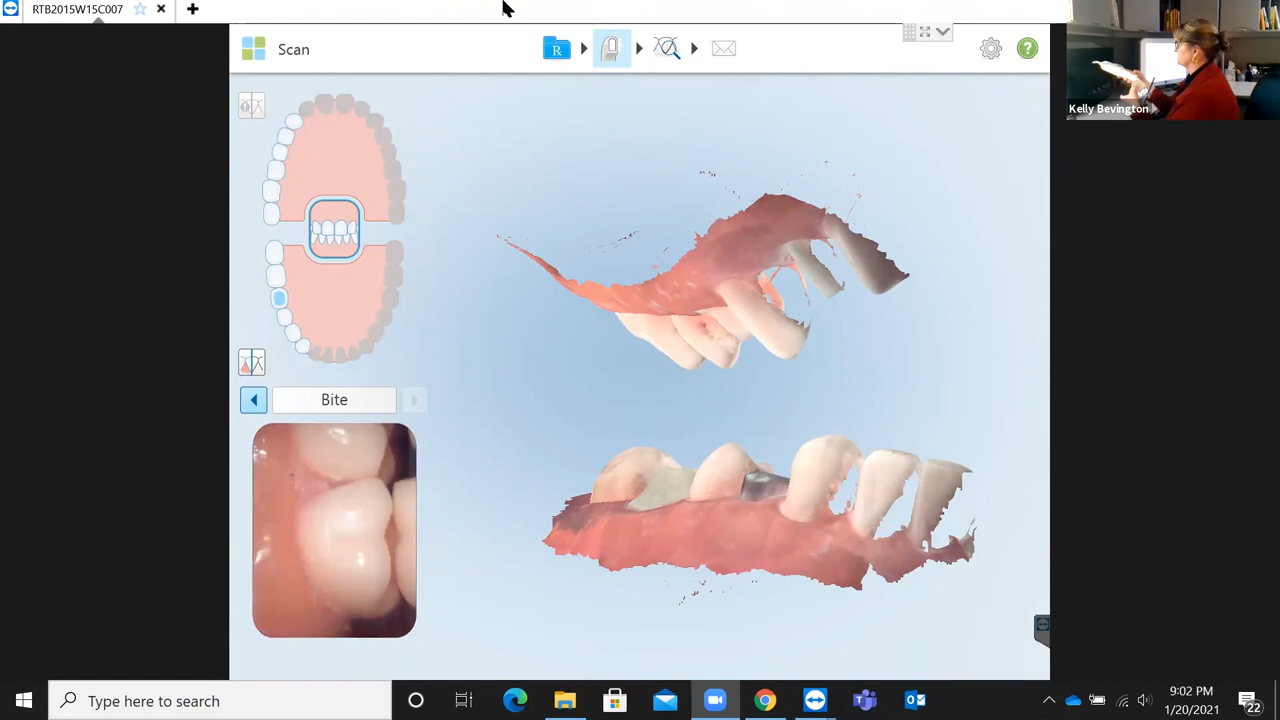 RTB2015W15C007
Scan
R
?
Kelly Bevington
Bite
Type here to search
9:02 PM
1/20/2021
22